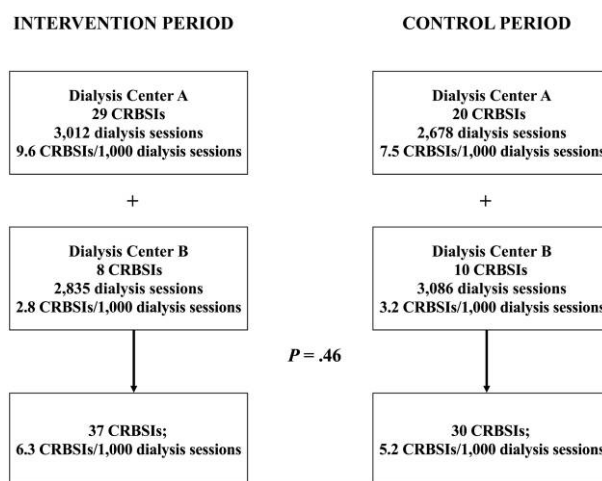 INTERVENTION PERIOD
CONTROL PERIOD
Dialysis Center A
29 CRBSIs
3,012 dialysis sessions
9.6 CRBSIs/1,000 dialysis sessions
Dialysis Center A
20 CRBSIs
2,678 dialysis sessions
7.5 CRBSIs/1,000 dialysis sessions
+
+
Dialysis Center B
8 CRBSIs
2,835 dialysis sessions
2.8 CRBSIs/1,000 dialysis sessions
Dialysis Center B
10 CRBSIs
3,086 dialysis sessions
3.2 CRBSIs/1,000 dialysis sessions
P = .46
37 CRBSIs;
6.3 CRBSIs/1,000 dialysis sessions
30 CRBSIs;
5.2 CRBSIs/1,000 dialysis sessions